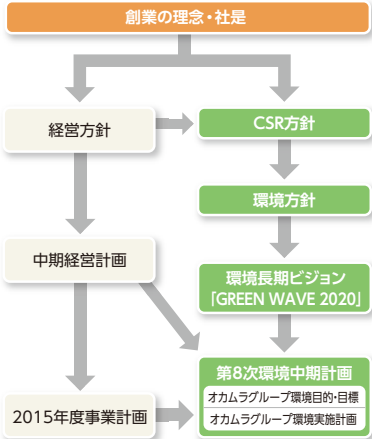 創業の理念・社是
経営方針
CSR方針
環境方針
中期経営計画
環境長期ビジョン
「GREEN WAVE 2020」
第8次環境中期計画
オカムラグループ環境目的・目標
オカムラグループ環境実施計画
2015年度事業計画